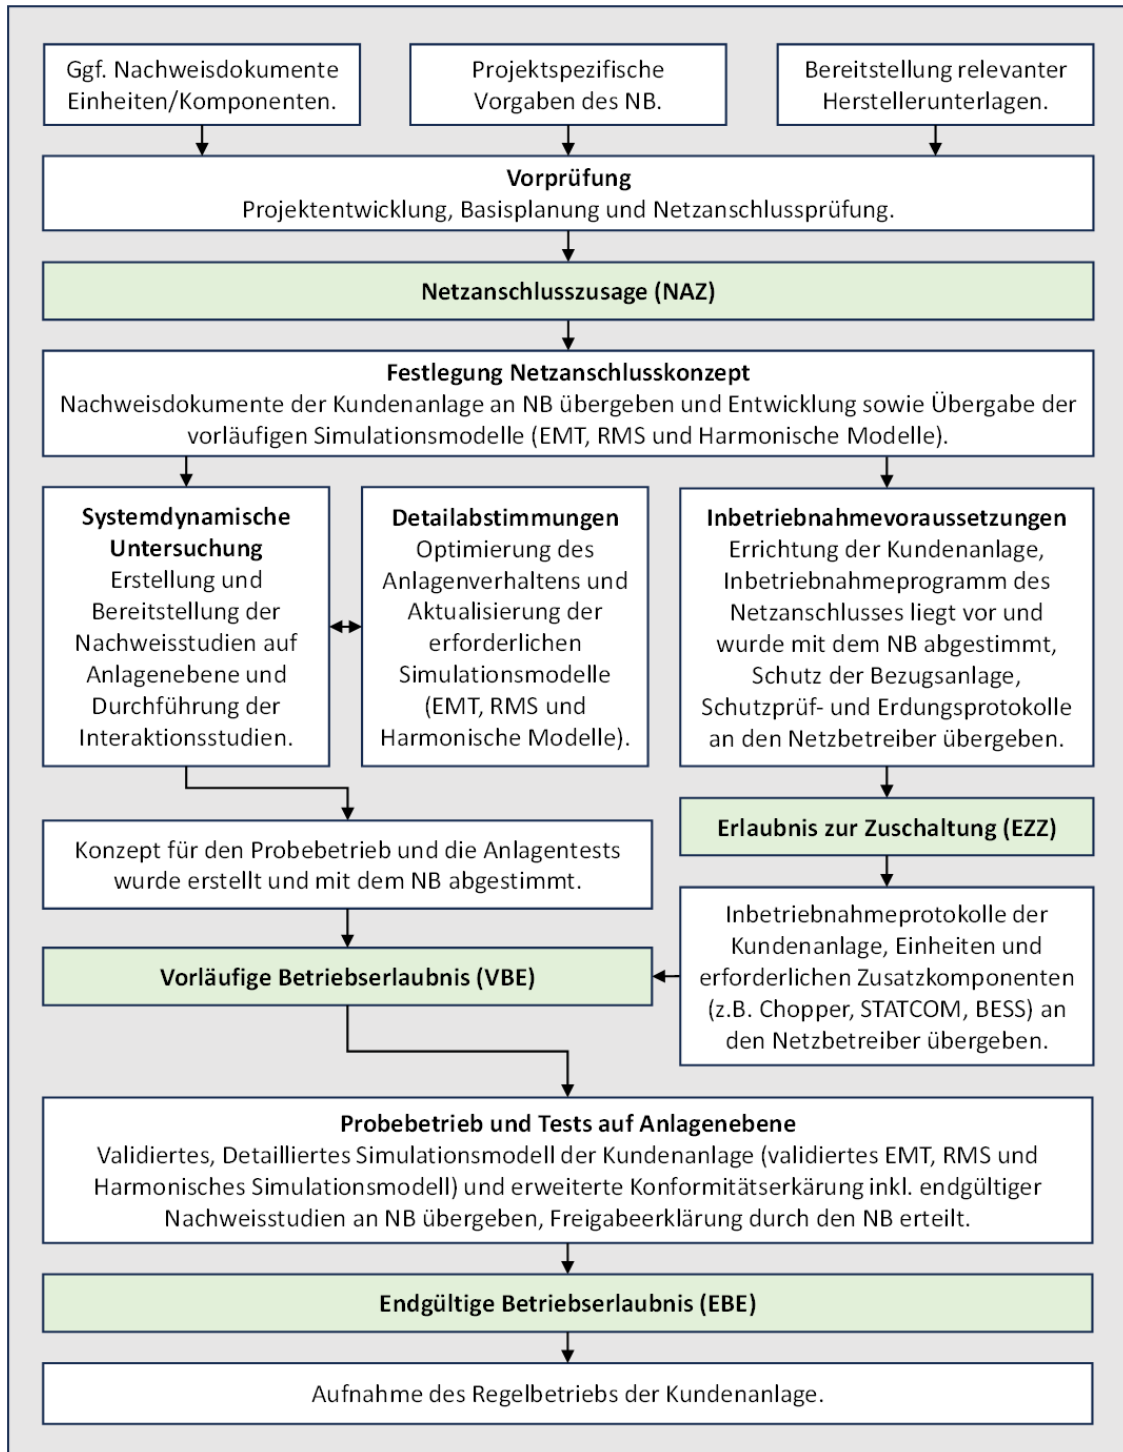 Ggf. Nachweisdokumente
Einheiten/Komponenten.
Projektspezifische
Vorgaben des NB.
Bereitstellung relevanter
Herstellerunterlagen.
Vorprüfung
Projektentwicklung, Basisplanung und Netzanschlussprüfung.
Netzanschlusszusage (NAZ)
Festlegung Netzanschlusskonzept
Nachweisdokumente der Kundenanlage an NB übergeben und Entwicklung sowie Übergabe der
vorläufigen Simulationsmodelle (EMT, RMS und Harmonische Modelle).
Systemdynamische
Untersuchung
Erstellung und
Bereitstellung der
Nachweisstudien auf
Anlagenebene und
Durchführung der
Interaktionsstudien.
Detailabstimmungen
Optimierung des
Anlagenverhaltens und
Aktualisierung der
erforderlichen
Simulationsmodelle
(EMT, RMS und
Harmonische Modelle).
Inbetriebnahmevoraussetzungen
Errichtung der Kundenanlage,
Inbetriebnahmeprogramm des
Netzanschlusses liegt vor und
wurde mit dem NB abgestimmt,
Schutz der Bezugsanlage,
Schutzprüf- und Erdungsprotokolle
an den Netzbetreiber übergeben.
Konzept für den Probebetrieb und die Anlagentests
wurde erstellt und mit dem NB abgestimmt.
Erlaubnis zur Zuschaltung (EZZ)
Inbetriebnahmeprotokolle der
Kundenanlage, Einheiten und
erforderlichen Zusatzkomponenten
(z.B. Chopper, STATCOM, BESS) an
den Netzbetreiber übergeben.
Vorläufige Betriebserlaubnis (VBE)
Probebetrieb und Tests auf Anlagenebene
Validiertes, Detailliertes Simulationsmodell der Kundenanlage (validiertes EMT, RMS und
Harmonisches Simulationsmodell) und erweiterte Konformitätserkärung inkl. endgültiger
Nachweisstudien an NB übergeben, Freigabeerklärung durch den NB erteilt.
Endgültige Betriebserlaubnis (EBE)
Aufnahme des Regelbetriebs der Kundenanlage.